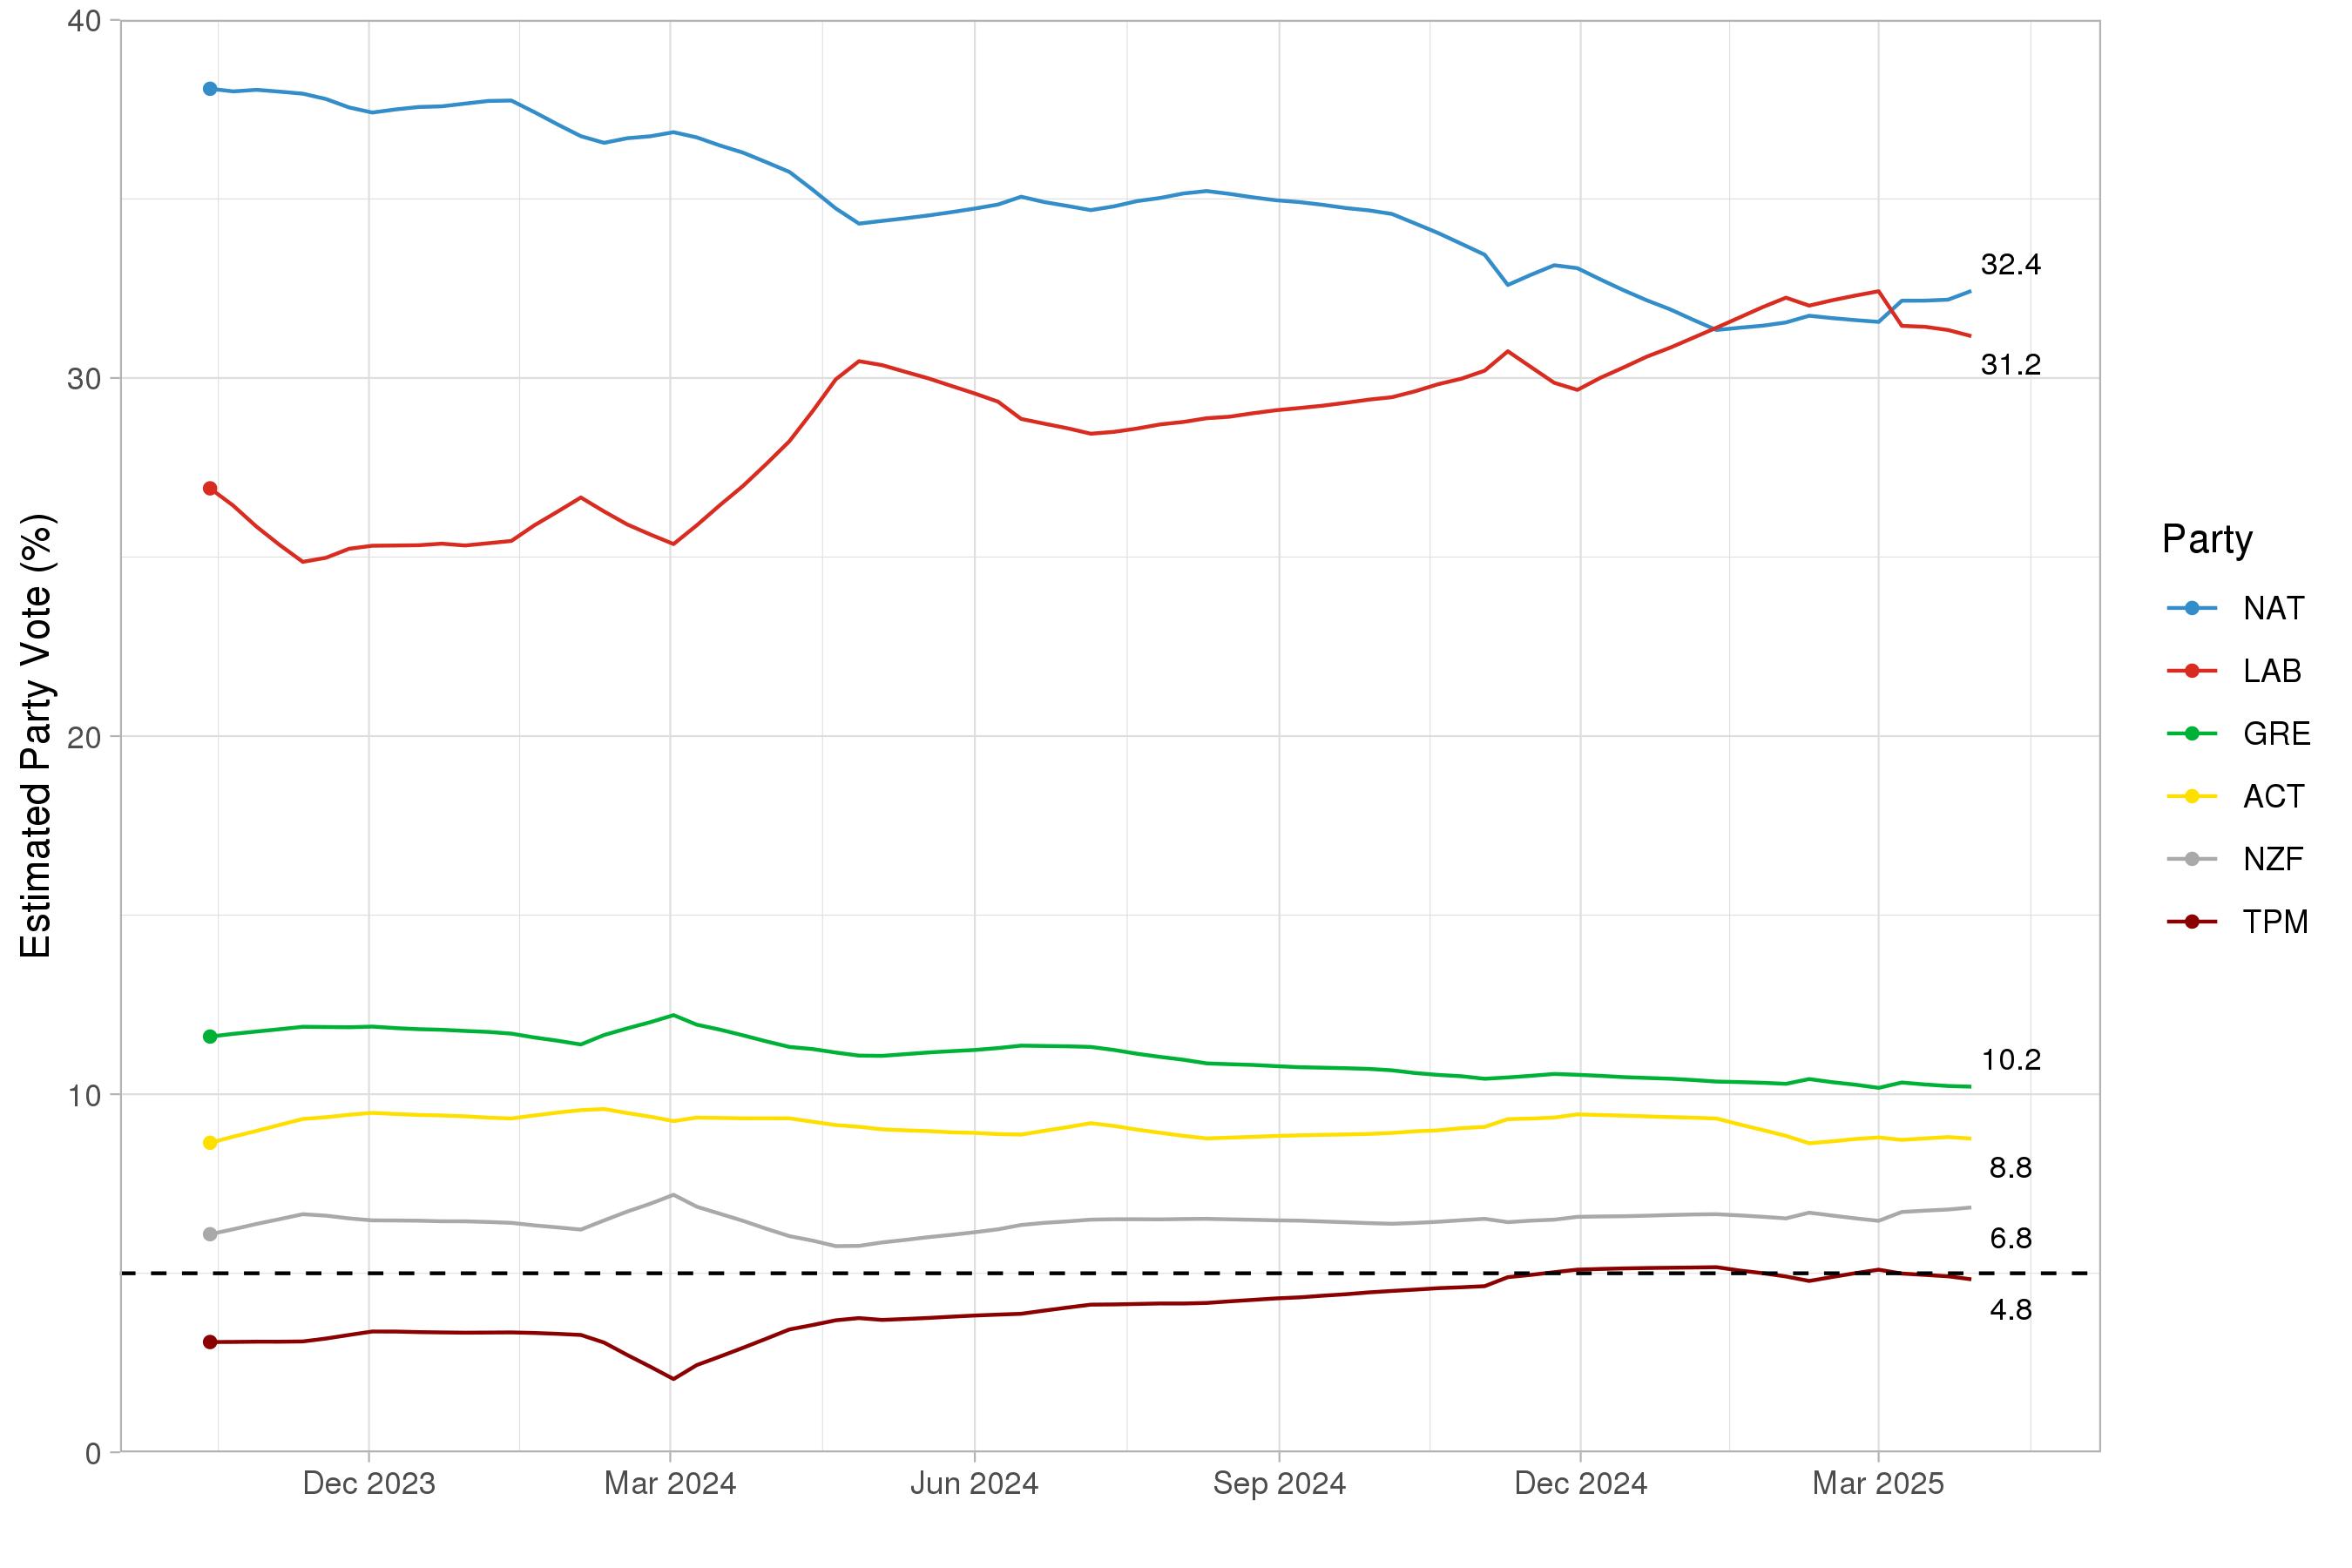 Estimated Party Vote (%)
40
30
20
10
0
Dec 2023
Mar 2024
Jun 2024
Sep 2024
Dec 2024
Mar 2025
32.4
31.2
10.2
8.8
6.8
4.8
Party
NAT
LAB
GRE
ACT
NZF
TPM